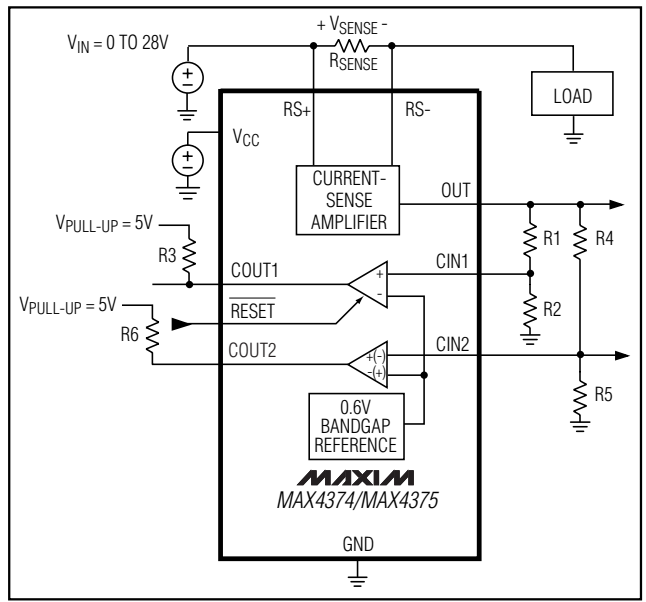 + VSENSE -
VIN = 0 TO 28V
RSENSE
RS+
RS-
LOAD
VCC
CURRENT-
SENSE
AMPLIFIER
OUT
VPULL-UP = 5V
R3
R1
R4
COUT1
CIN1
+
-
VPULL-UP = 5V
R6
RESET
R2
COUT2
CIN2
+(-)
-(+)
R5
0.6V
BANDGAP
REFERENCE
MAXIM
MAX4374/MAX4375
GND